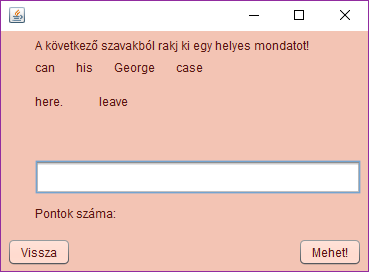 A következő szavakból rakj ki egy helyes mondatot!
can his George case
here. leave
Pontok száma:
Vissza Mehet!